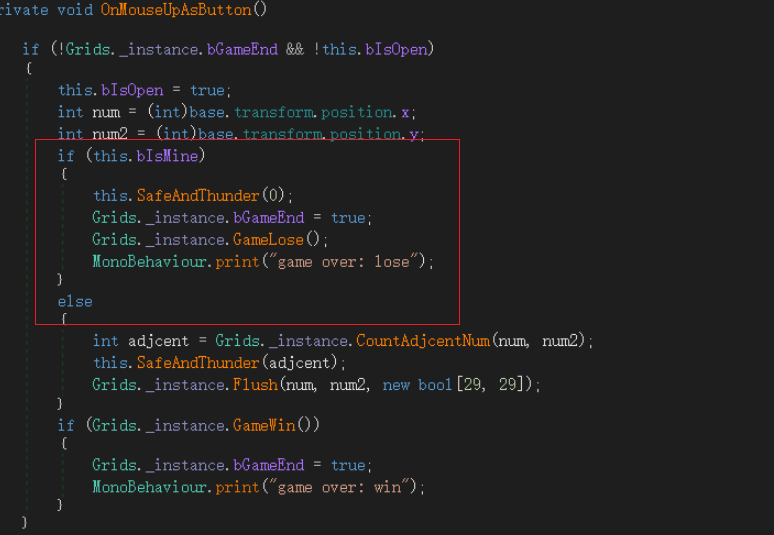 rivate void OnMouseUpAsButton()
if (!Grids._instance.bGameEnd && !this.bIsOpen)
{
this.bIsOpen = true;
int num = (int)base.transform.position.x;
int num2 = (int)base.transform.position.y;
if (this.bIsMine)
{
this.SafeAndThunder(0);
Grids._instance.bGameEnd = true;
Grids._instance.GameLose();
MonoBehaviour.print("game over: lose");
}
else
{
int adjcent = Grids._instance.CountAdjcentNum(num, num2);
this.SafeAndThunder(adjcent);
Grids._instance.Flush(num, num2, new bool[29, 29]);
}
if (Grids._instance.GameWin())
{
Grids._instance.bGameEnd = true;
MonoBehaviour.print("game over: win");
}
}